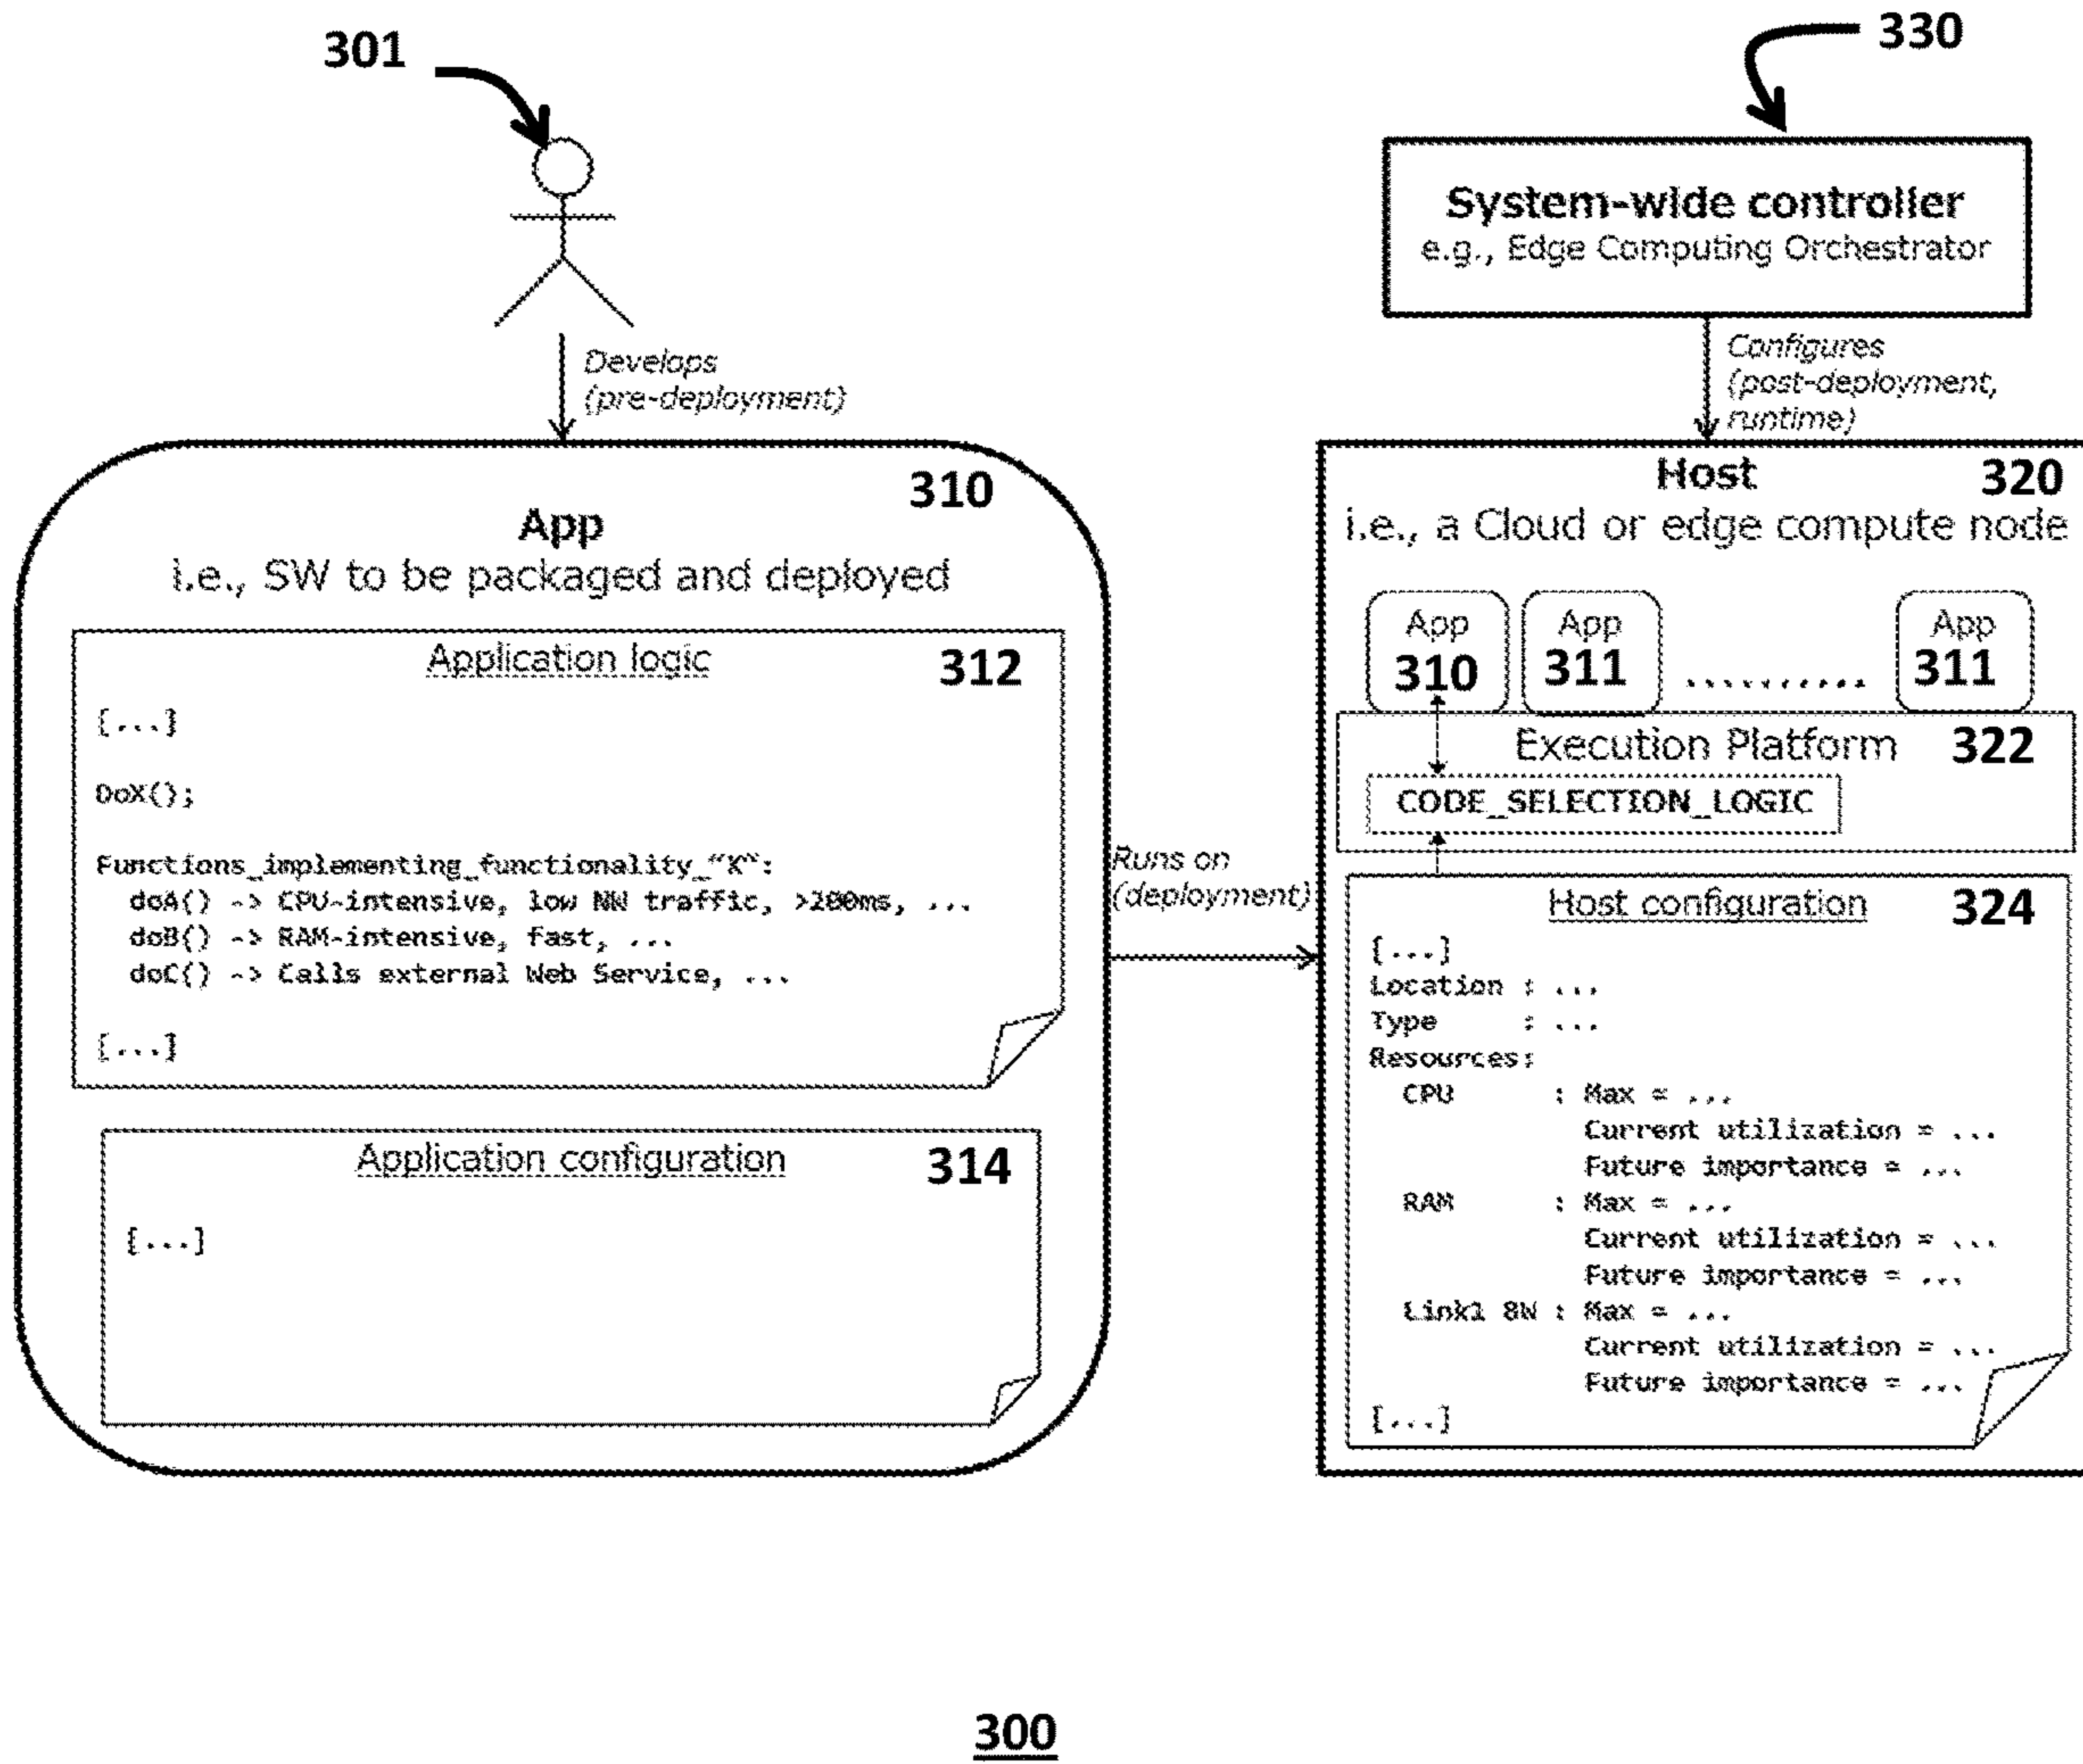 301
330
System-wide controller
e.g., Edge Computing Orchestrator
Develops
(pre-deployment)
Configures
(post-deployment,
runtime)
310
App
i.e., SW to be packaged and deployed
Application logic
312
[...]
DoX();
Functions_implementing_functionality_“X”:
doA() -> CPU-intensive, low NW traffic, >200ms, ...
doB() -> RAM-intensive, fast, ...
doC() -> Calls external Web Service, ...
[...]
Application configuration
314
[...]
Runs on
(deployment)
Host
320
i.e., a Cloud or edge compute node
App
310
App
311
..........
App
311
Execution Platform
322
CODE_SELECTION_LOGIC
Host configuration
324
[...]
Location : ...
Type : ...
Resources:
CPU : Max = ...
Current utilization = ...
Future importance = ...
RAM : Max = ...
Current utilization = ...
Future importance = ...
Link1 BW : Max = ...
Current utilization = ...
Future importance = ...
[...]
300